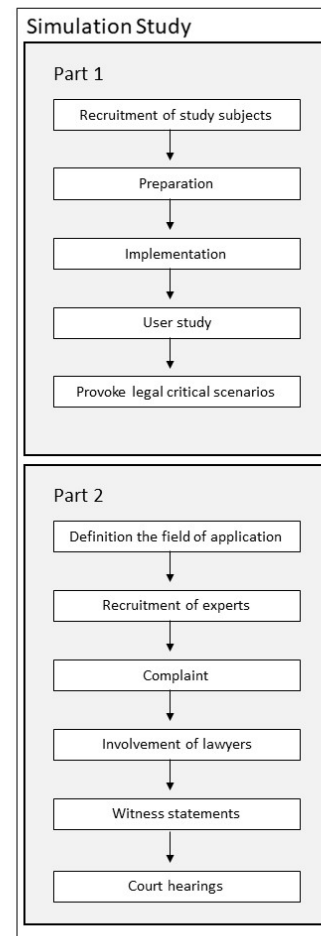 Simulation Study
Part 1
Recruitment of study subjects
Preparation
Implementation
User study
Provoke legal critical scenarios
Part 2
Definition the field of application
Recruitment of experts
Complaint
Involvement of lawyers
Witness statements
Court hearings